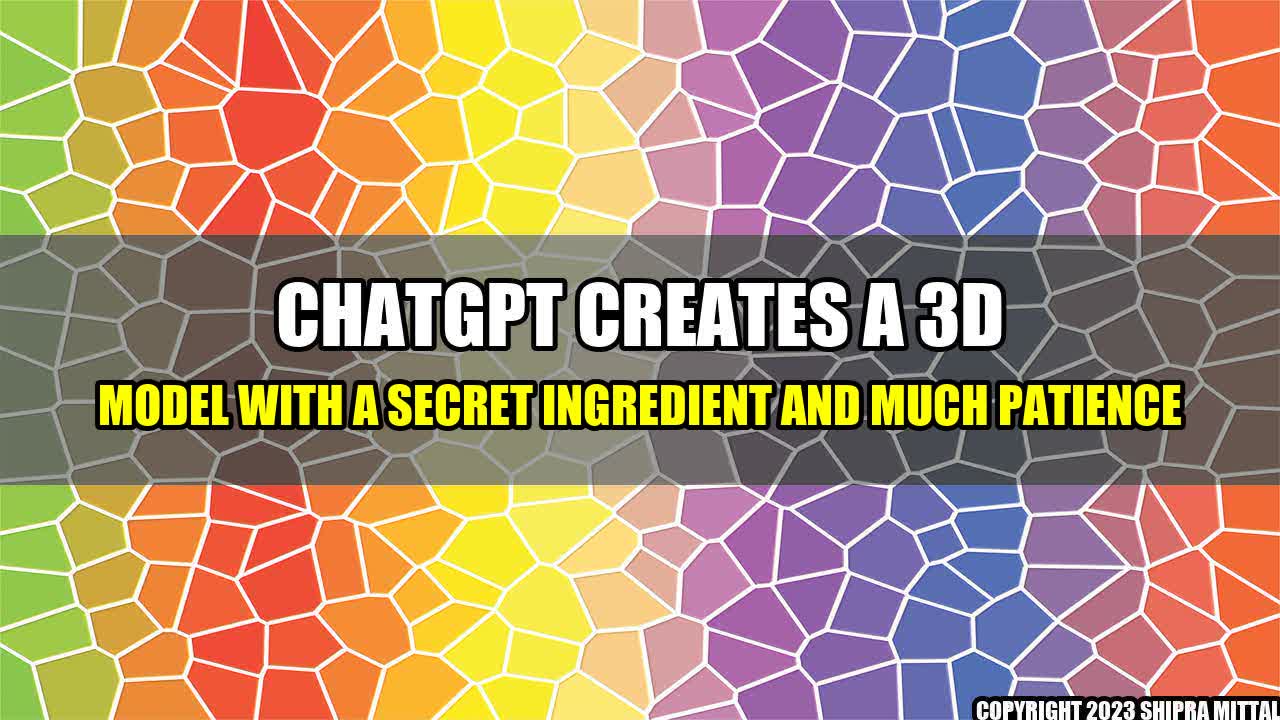 CHATGPT CREATES A 3D
MODEL WITH A SECRET INGREDIENT AND MUCH PATIENCE
COPYRIGHT 2023 SHIPRA MITTAL